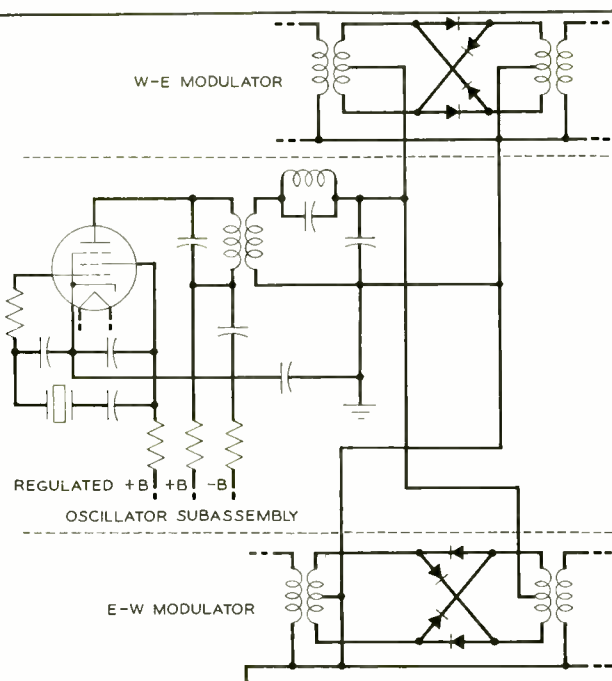 W-E MODULATOR
REGULATED +B +B -B
OSCILLATOR SUBASSEMBLY
E-W MODULATOR